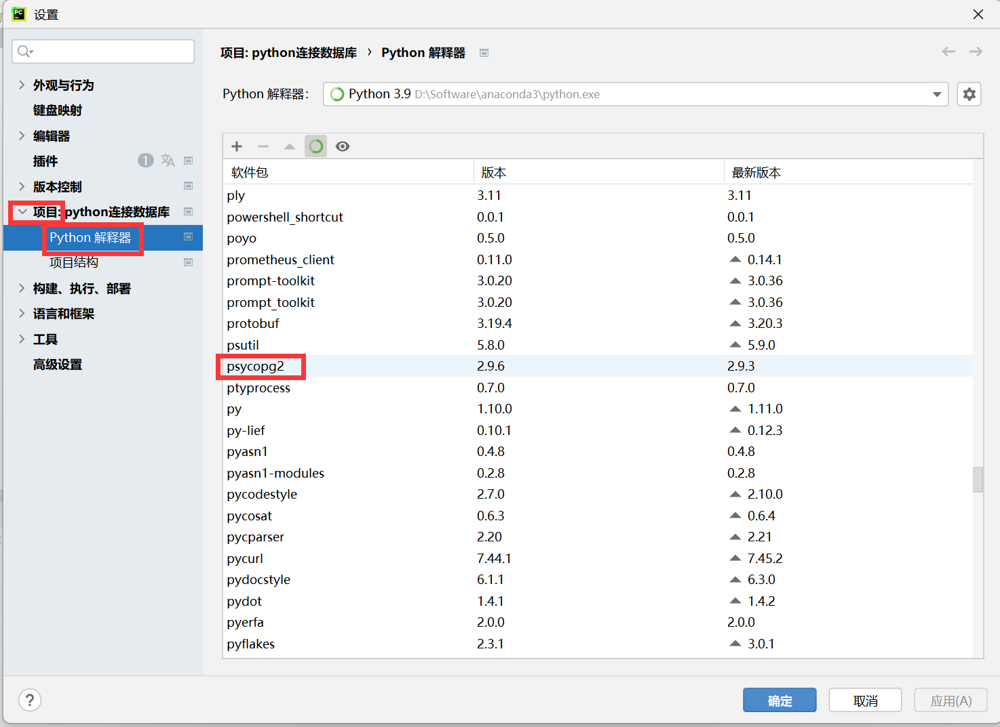 PC 设置
外观与行为
键盘映射
编辑器
插件 1
版本控制
项目: python连接数据库
Python 解释器
项目结构
构建、执行、部署
语言和框架
工具
高级设置
项目: python连接数据库 › Python 解释器
Python 解释器: Python 3.9 D:\Software\anaconda3\python.exe
软件包 版本 最新版本
ply 3.11 3.11
powershell_shortcut 0.0.1 0.0.1
poyo 0.5.0 0.5.0
prometheus_client 0.11.0 0.14.1
prompt-toolkit 3.0.20 3.0.36
prompt_toolkit 3.0.20 3.0.36
protobuf 3.19.4 3.20.3
psutil 5.8.0 5.9.0
psycopg2 2.9.6 2.9.3
ptyprocess 0.7.0 0.7.0
py 1.10.0 1.11.0
py-lief 0.10.1 0.12.3
pyasn1 0.4.8 0.4.8
pyasn1-modules 0.2.8 0.2.8
pycodestyle 2.7.0 2.10.0
pycosat 0.6.3 0.6.4
pycparser 2.20 2.21
pycurl 7.44.1 7.45.2
pydocstyle 6.1.1 6.3.0
pydot 1.4.1 1.4.2
pyerfa 2.0.0 2.0.0
pyflakes 2.3.1 3.0.1
? 确定 取消 应用(A)